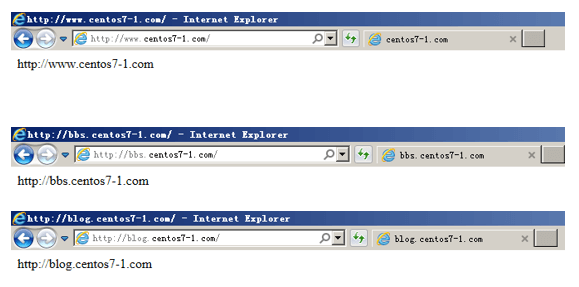 http://www.centos7-1.com/ - Internet Explorer
http://www.centos7-1.com/ centos7-1.com
http://www.centos7-1.com
http://bbs.centos7-1.com/ - Internet Explorer
http://bbs.centos7-1.com/ bbs.centos7-1.com
http://bbs.centos7-1.com
http://blog.centos7-1.com/ - Internet Explorer
http://blog.centos7-1.com/ blog.centos7-1.com
http://blog.centos7-1.com